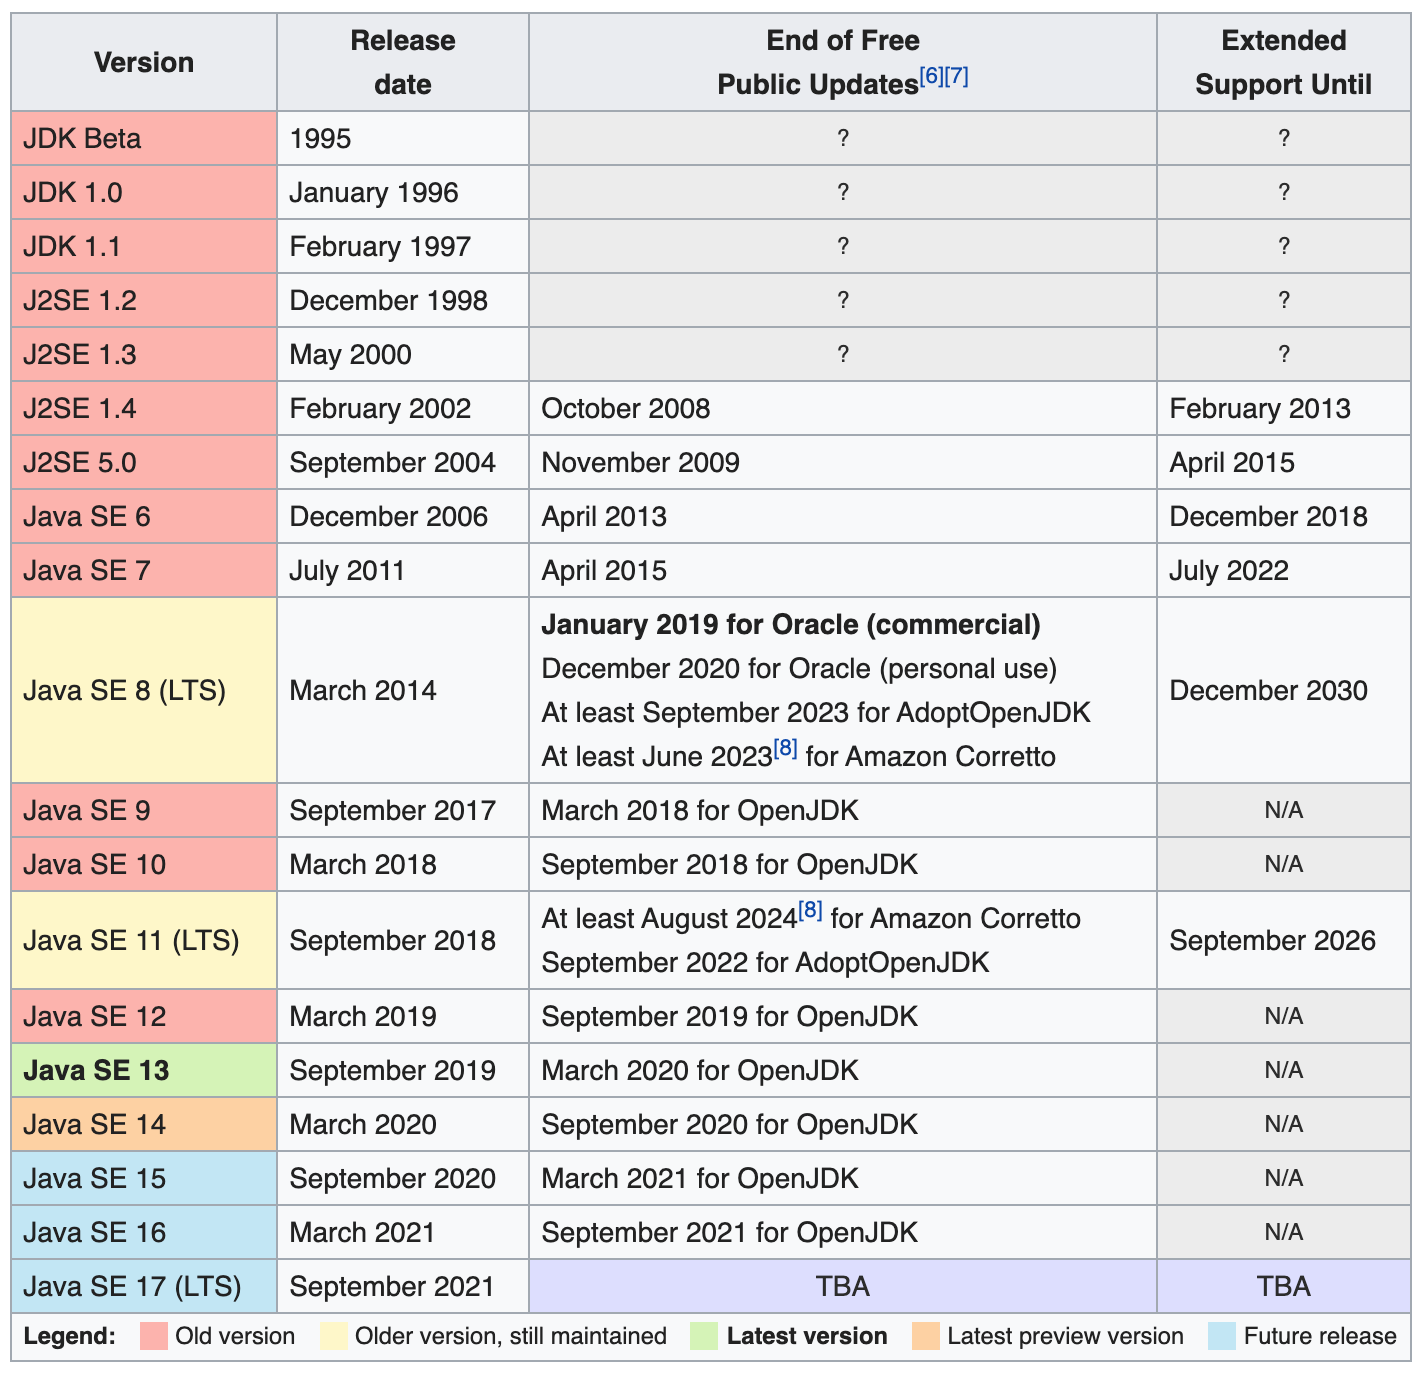 Version Release date End of Free Public Updates[6][7] Extended Support Until
JDK Beta 1995 ? ?
JDK 1.0 January 1996 ? ?
JDK 1.1 February 1997 ? ?
J2SE 1.2 December 1998 ? ?
J2SE 1.3 May 2000 ? ?
J2SE 1.4 February 2002 October 2008 February 2013
J2SE 5.0 September 2004 November 2009 April 2015
Java SE 6 December 2006 April 2013 December 2018
Java SE 7 July 2011 April 2015 July 2022
Java SE 8 (LTS) March 2014
January 2019 for Oracle (commercial)
December 2020 for Oracle (personal use)
At least September 2023 for AdoptOpenJDK
At least June 2023[8] for Amazon Corretto
December 2030
Java SE 9 September 2017 March 2018 for OpenJDK N/A
Java SE 10 March 2018 September 2018 for OpenJDK N/A
Java SE 11 (LTS) September 2018
At least August 2024[8] for Amazon Corretto
September 2022 for AdoptOpenJDK
September 2026
Java SE 12 March 2019 September 2019 for OpenJDK N/A
Java SE 13 September 2019 March 2020 for OpenJDK N/A
Java SE 14 March 2020 September 2020 for OpenJDK N/A
Java SE 15 September 2020 March 2021 for OpenJDK N/A
Java SE 16 March 2021 September 2021 for OpenJDK N/A
Java SE 17 (LTS) September 2021 TBA TBA
Legend: Old version Older version, still maintained Latest version Latest preview version Future release